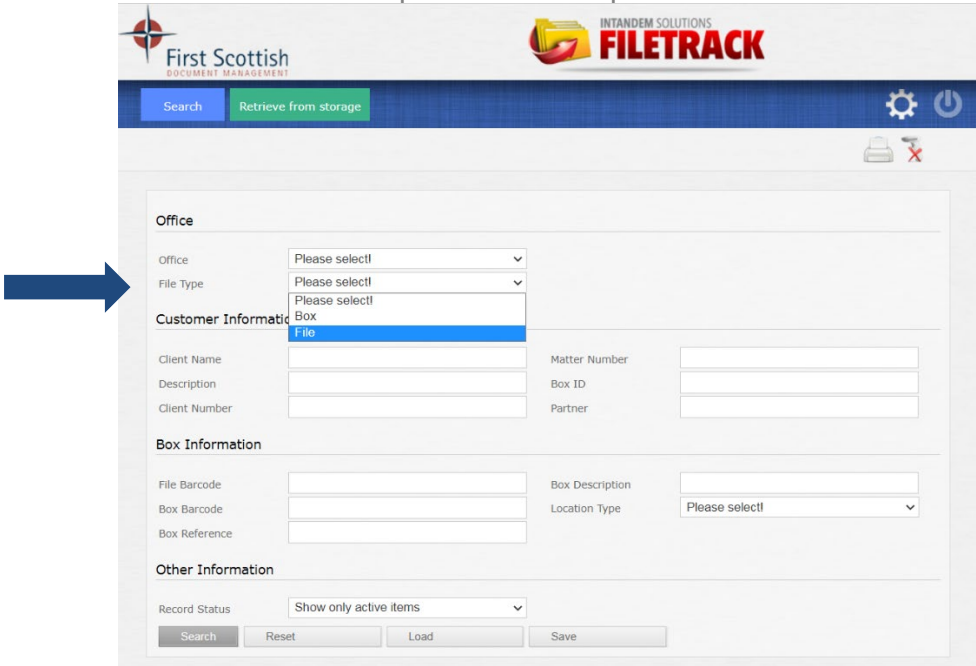 First Scottish
DOCUMENT MANAGEMENT
INTANDEM SOLUTIONS
FILETRACK
Search
Retrieve from storage
Office
Office
Please select!
File Type
Please select!
Please select!
Box
File
Customer Informatio
Client Name
Matter Number
Description
Box ID
Client Number
Partner
Box Information
File Barcode
Box Description
Box Barcode
Location Type
Please select!
Box Reference
Other Information
Record Status
Show only active items
Search
Reset
Load
Save